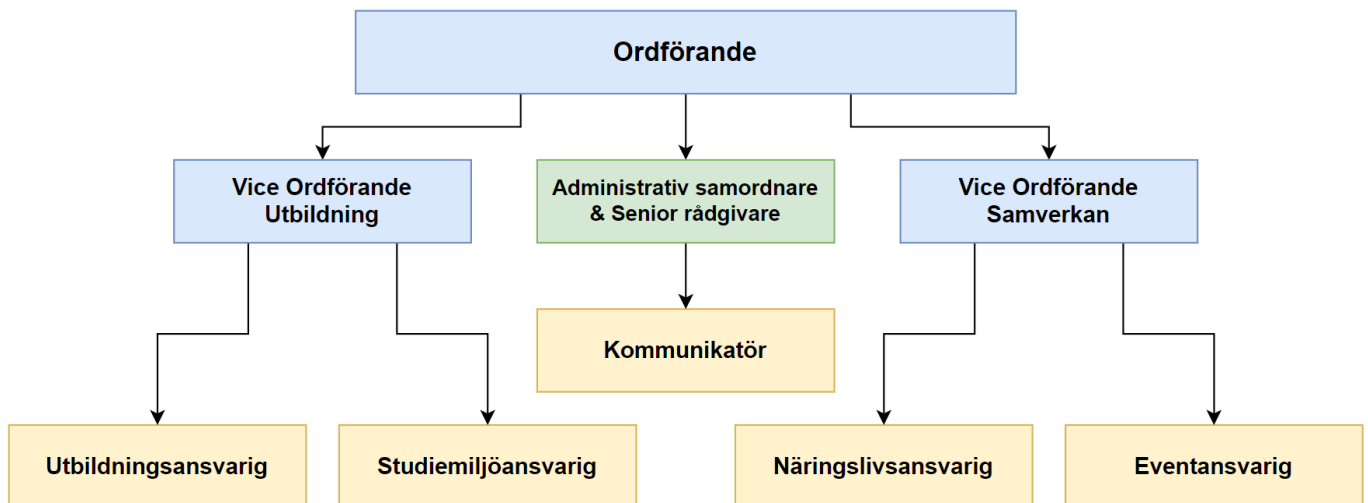 Ordförande
Vice Ordförande
Utbildning
Administrativ samordnare
& Senior rådgivare
Vice Ordförande
Samverkan
Kommunikatör
Utbildningsansvarig
Studiemiljöansvarig
Näringslivsansvarig
Eventansvarig